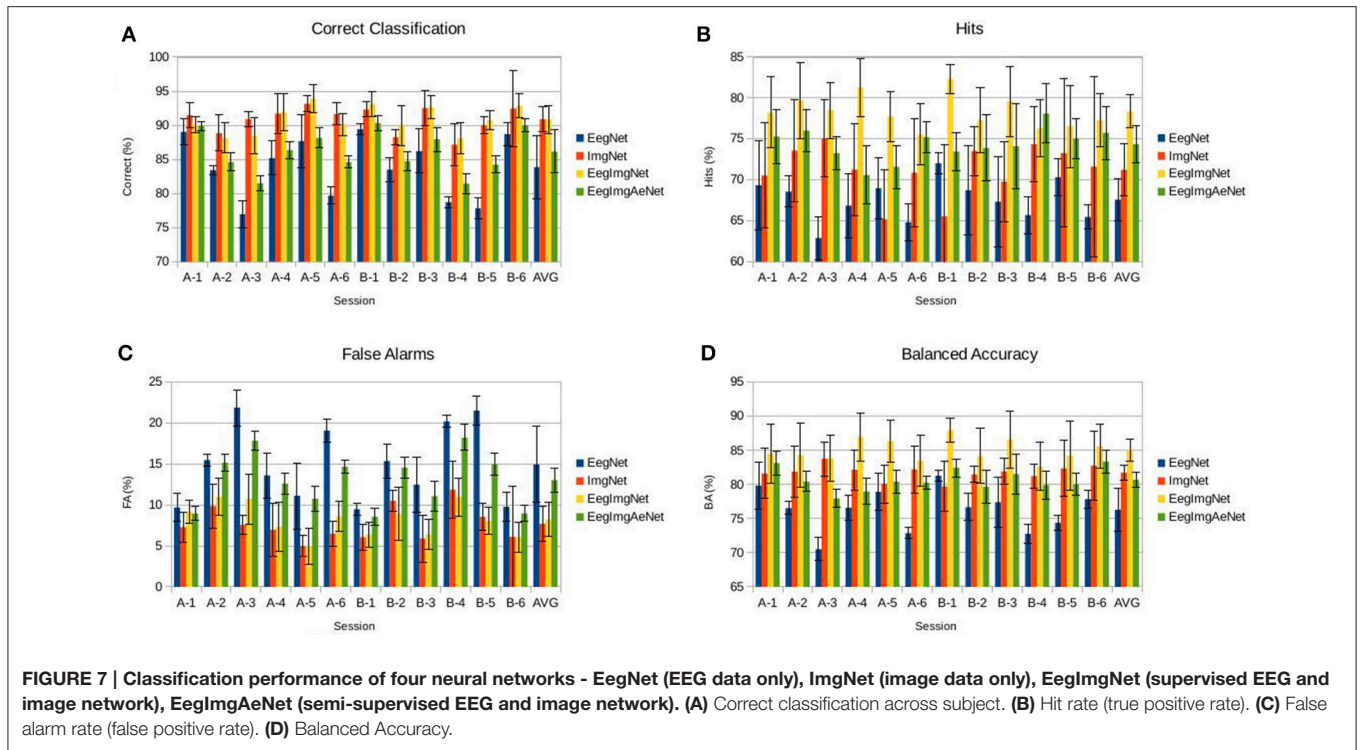 A
Correct Classification
Correct (%)
100
95
90
85
80
75
70
A-1 A-2 A-3 A-4 A-5 A-6 B-1 B-2 B-3 B-4 B-5 B-6 AVG
Session
EegNet
ImgNet
EegImgNet
EegImgAeNet
B
Hits
Hits (%)
85
80
75
70
65
60
A-1 A-2 A-3 A-4 A-5 A-6 B-1 B-2 B-3 B-4 B-5 B-6 AVG
Session
EegNet
ImgNet
EegImgNet
EegImgAeNet
C
False Alarms
FA (%)
25
20
15
10
5
0
A-1 A-2 A-3 A-4 A-5 A-6 B-1 B-2 B-3 B-4 B-5 B-6 AVG
Session
EegNet
ImgNet
EegImgNet
EegImgAeNet
D
Balanced Accuracy
BA (%)
95
90
85
80
75
70
65
A-1 A-2 A-3 A-4 A-5 A-6 B-1 B-2 B-3 B-4 B-5 B-6 AVG
Session
EegNet
ImgNet
EegImgNet
EegImgAeNet
FIGURE 7 | Classification performance of four neural networks - EegNet (EEG data only), ImgNet (image data only), EegImgNet (supervised EEG and
image network), EegImgAeNet (semi-supervised EEG and image network). (A) Correct classification across subject. (B) Hit rate (true positive rate). (C) False
alarm rate (false positive rate). (D) Balanced Accuracy.